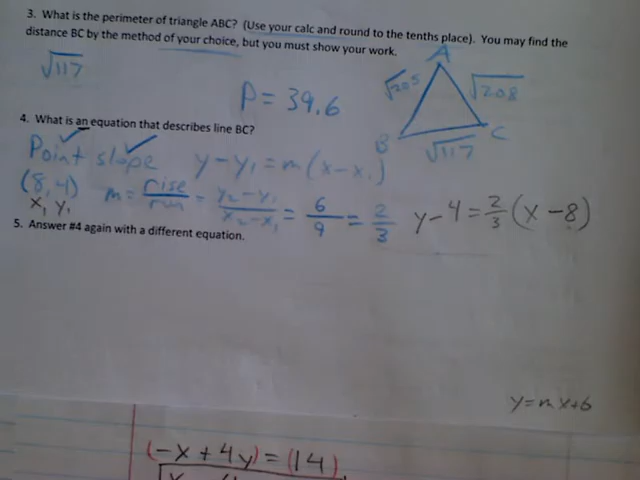 3. What is the perimeter of triangle ABC? (Use your calc and round to the tenths place). You may find the
distance BC by the method of your choice, but you must show your work.
√117
P = 39.6
A
√205
√208
B
C
√117
4. What is an equation that describes line BC?
Point slope y-y₁ = m(x-x₁)
(8,4) m = rise/run = y₂-y₁/x₂-x₁ = 6/9 = 2/3 y-4 = 2/3 (x-8)
x₁ y₁
5. Answer #4 again with a different equation.
y=mx+b
(-x + 4y) = (14)